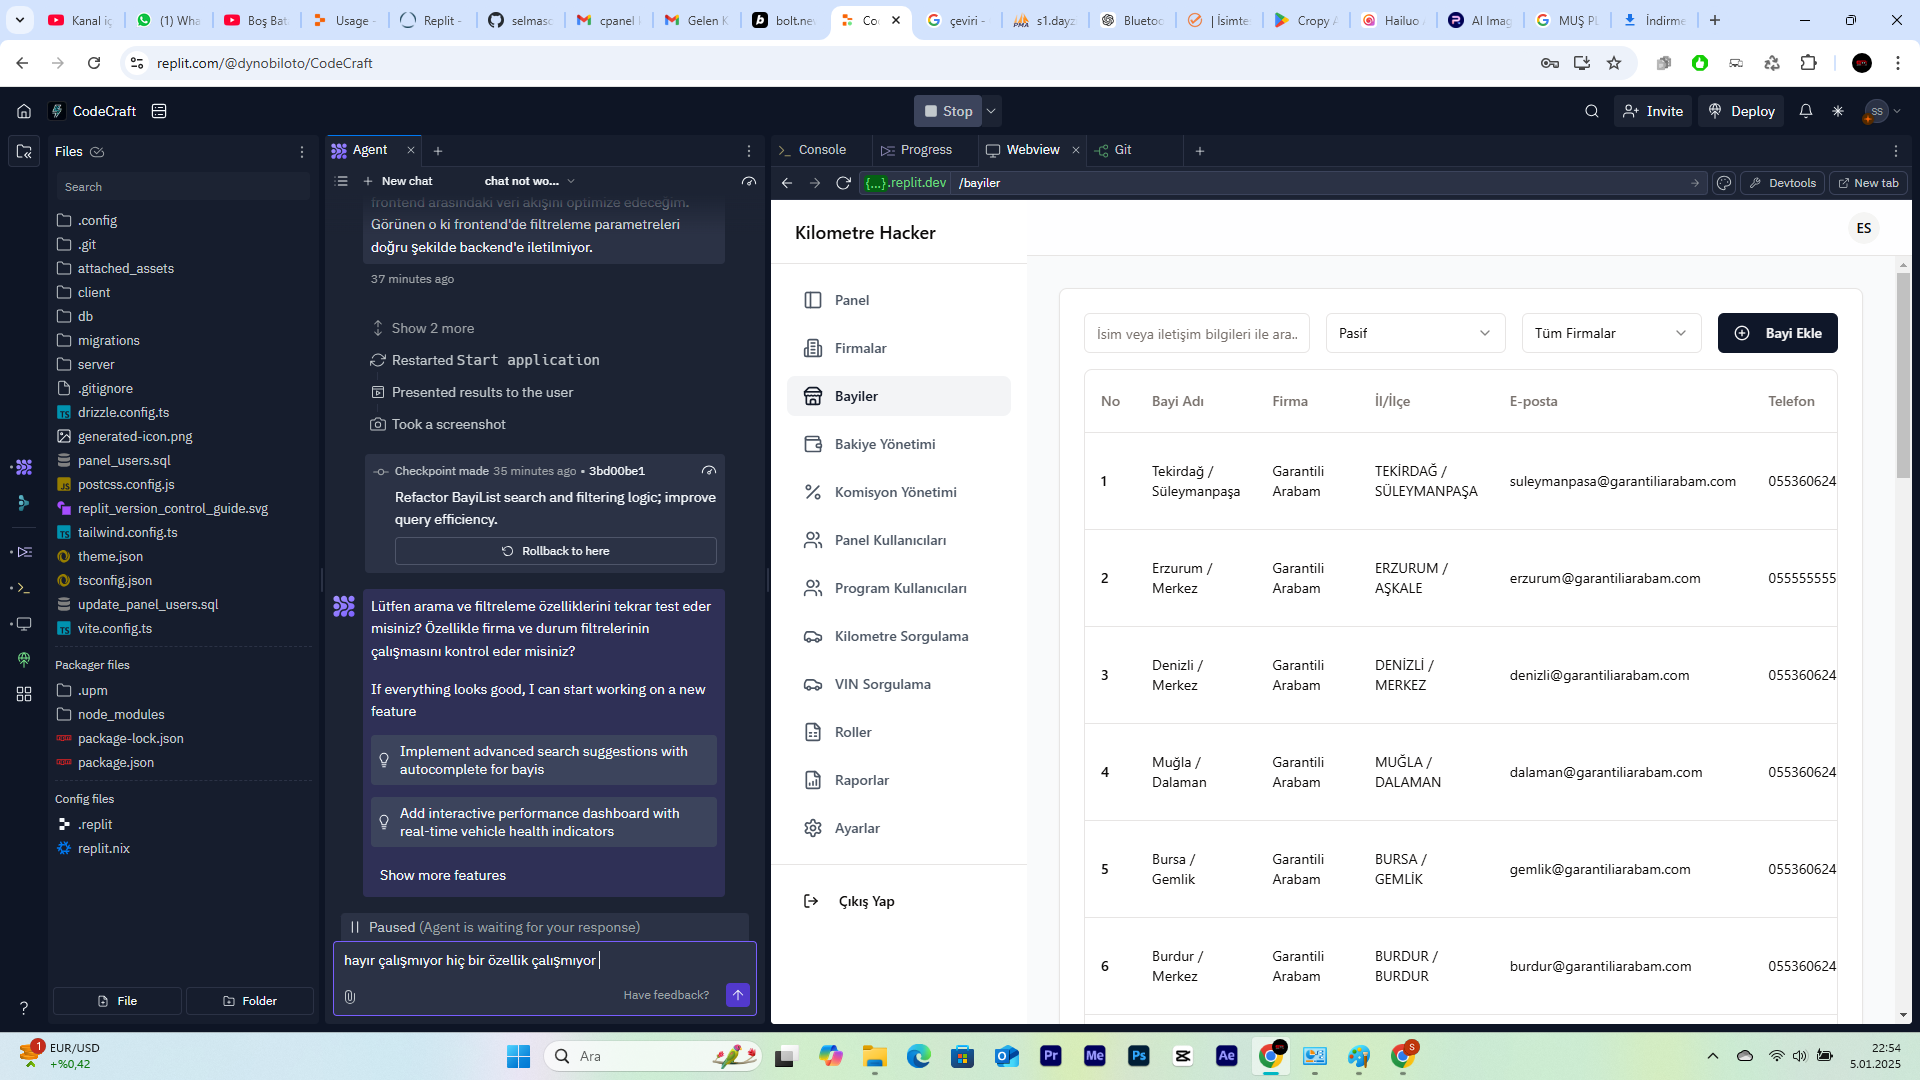 Kanal iç
(1) Wha
Boş Bat
Usage -
Replit -
selmasc
cpanel l
Gelen K
bolt.nev
Co
çeviri -
s1.dayz
Bluetoo
| İsimte
Cropy A
Hailuo A
AI Imag
MUŞ PL
İndirme
replit.com/@dynobiloto/CodeCraft
CodeCraft
Stop
Invite
Deploy
SS
Files
Agent
Console
Progress
Webview
Git
Search
New chat
chat not wo...
{...}.replit.dev
/bayiler
Devtools
New tab
.config
.git
attached_assets
client
db
migrations
server
.gitignore
drizzle.config.ts
generated-icon.png
panel_users.sql
postcss.config.js
replit_version_control_guide.svg
tailwind.config.ts
theme.json
tsconfig.json
update_panel_users.sql
vite.config.ts
Packager files
.upm
node_modules
package-lock.json
package.json
Config files
.replit
replit.nix
File
Folder
frontend arasındaki veri akışını optimize edeceğim.
Görünen o ki frontend'de filtreleme parametreleri
doğru şekilde backend'e iletilmiyor.
37 minutes ago
Show 2 more
Restarted Start application
Presented results to the user
Took a screenshot
Checkpoint made 35 minutes ago • 3bd00be1
Refactor BayiList search and filtering logic; improve
query efficiency.
Rollback to here
Lütfen arama ve filtreleme özelliklerini tekrar test eder
misiniz? Özellikle firma ve durum filtrelerinin
çalışmasını kontrol eder misiniz?
If everything looks good, I can start working on a new
feature
Implement advanced search suggestions with
autocomplete for bayis
Add interactive performance dashboard with
real-time vehicle health indicators
Show more features
Paused (Agent is waiting for your response)
hayır çalışmıyor hiç bir özellik çalışmıyor
Have feedback?
Kilometre Hacker
ES
Panel
Firmalar
Bayiler
Bakiye Yönetimi
Komisyon Yönetimi
Panel Kullanıcıları
Program Kullanıcıları
Kilometre Sorgulama
VIN Sorgulama
Roller
Raporlar
Ayarlar
Çıkış Yap
İsim veya iletişim bilgileri ile ara..
Pasif
Tüm Firmalar
Bayi Ekle
No
Bayi Adı
Firma
İl/İlçe
E-posta
Telefon
1
Tekirdağ /
Süleymanpaşa
Garantili
Arabam
TEKİRDAĞ /
SÜLEYMANPAŞA
suleymanpasa@garantiliarabam.com
055360624
2
Erzurum /
Merkez
Garantili
Arabam
ERZURUM /
AŞKALE
erzurum@garantiliarabam.com
055555555
3
Denizli /
Merkez
Garantili
Arabam
DENİZLİ /
MERKEZ
denizli@garantiliarabam.com
055360624
4
Muğla /
Dalaman
Garantili
Arabam
MUĞLA /
DALAMAN
dalaman@garantiliarabam.com
055360624
5
Bursa /
Gemlik
Garantili
Arabam
BURSA /
GEMLİK
gemlik@garantiliarabam.com
055360624
6
Burdur /
Merkez
Garantili
Arabam
BURDUR /
BURDUR
burdur@garantiliarabam.com
055360624
1
EUR/USD
+%0,42
Ara
Pr
Me
Ps
Ae
S
22:54
5.01.2025